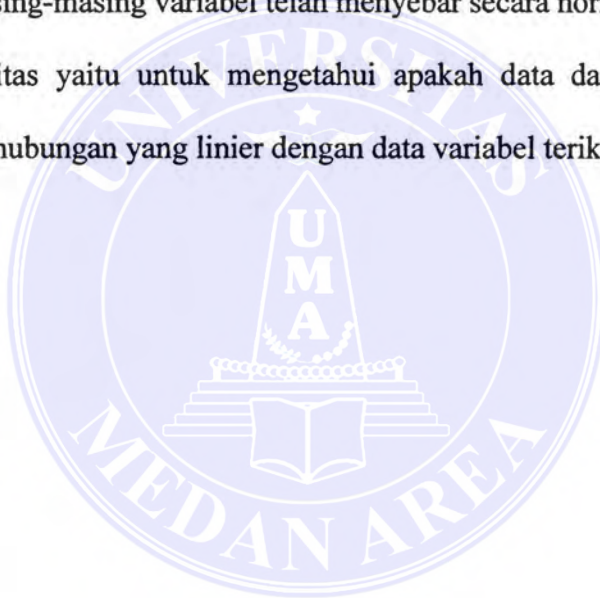 sing-masing variabel telah menyebar secara nor
itas yaitu untuk mengetahui apakah data da
hubungan yang linier dengan data variabel terik
UNIVERSITAS
U
M
A
MEDAN AREA